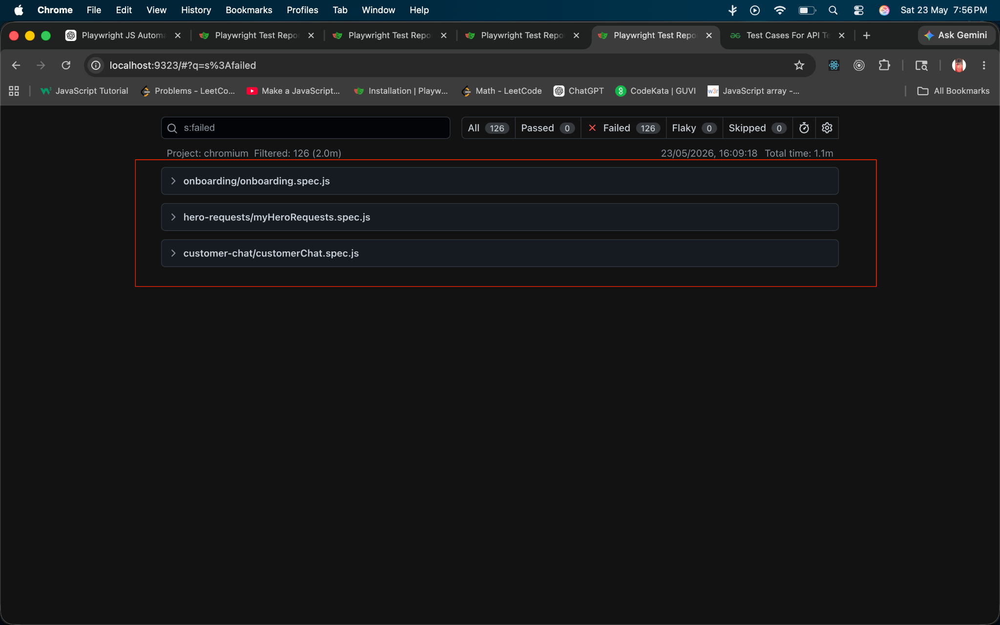 Chrome File Edit View History Bookmarks Profiles Tab Window Help Sat 23 May 7:56 PM
Playwright JS Automa Playwright Test Repo Playwright Test Repo Playwright Test Repo Playwright Test Repo Test Cases For API Te Ask Gemini
localhost:9323/#?q=s%3Afailed
JavaScript Tutorial Problems - LeetCo... Make a JavaScript... Installation | Playw... Math - LeetCode ChatGPT CodeKata | GUVI w3r JavaScript array -... All Bookmarks
s:failed All 126 Passed 0 Failed 126 Flaky 0 Skipped 0
Project: chromium Filtered: 126 (2.0m) 23/05/2026, 16:09:18 Total time: 1.1m
onboarding/onboarding.spec.js
hero-requests/myHeroRequests.spec.js
customer-chat/customerChat.spec.js